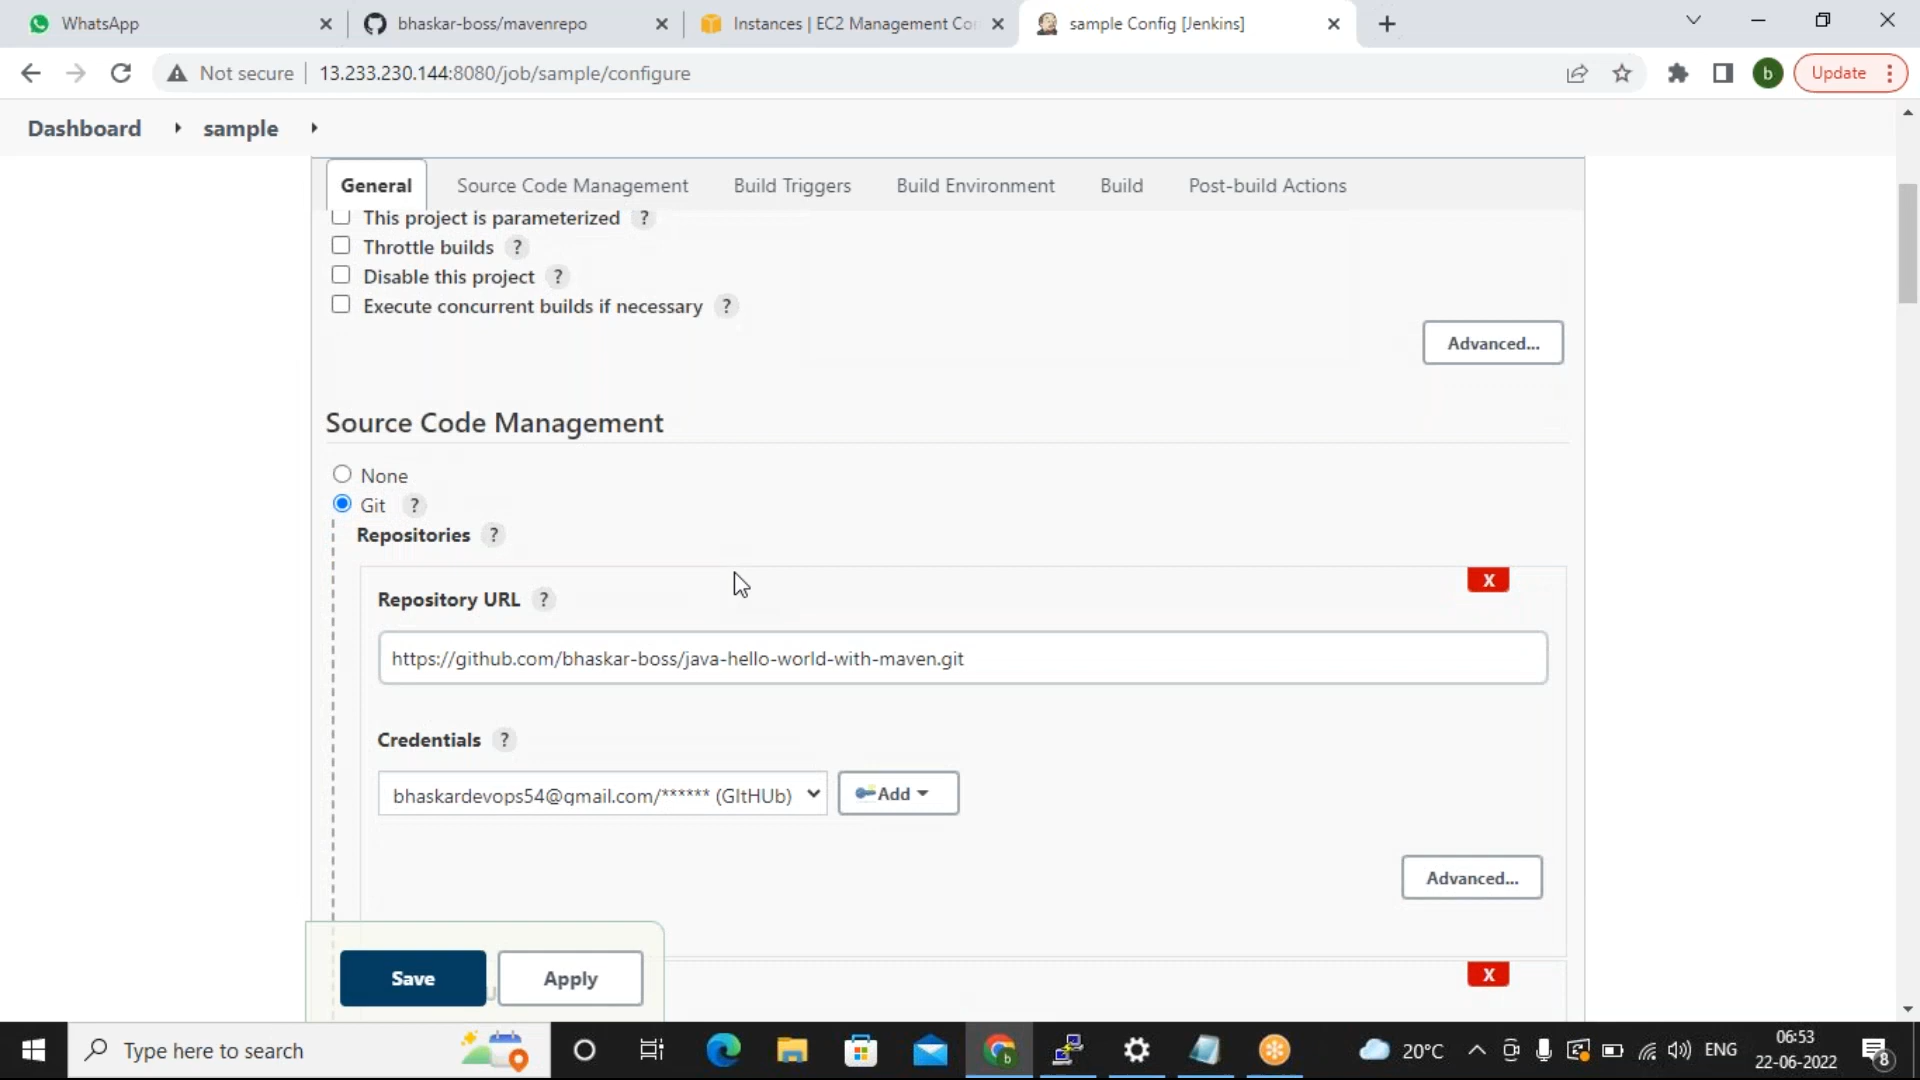 WhatsApp
bhaskar-boss/mavenrepo
Instances | EC2 Management Co
sample Config [Jenkins]
Not secure
13.233.230.144:8080/job/sample/configure
b
Update
Dashboard
sample
General
Source Code Management
Build Triggers
Build Environment
Build
Post-build Actions
This project is parameterized ?
Throttle builds ?
Disable this project ?
Execute concurrent builds if necessary ?
Advanced...
Source Code Management
None
Git ?
Repositories ?
X
Repository URL ?
https://github.com/bhaskar-boss/java-hello-world-with-maven.git
Credentials ?
bhaskardevops54@gmail.com/****** (GItHUb)
Add
Advanced...
X
Save
Apply
Type here to search
b
20°C
ENG
06:53
22-06-2022
8